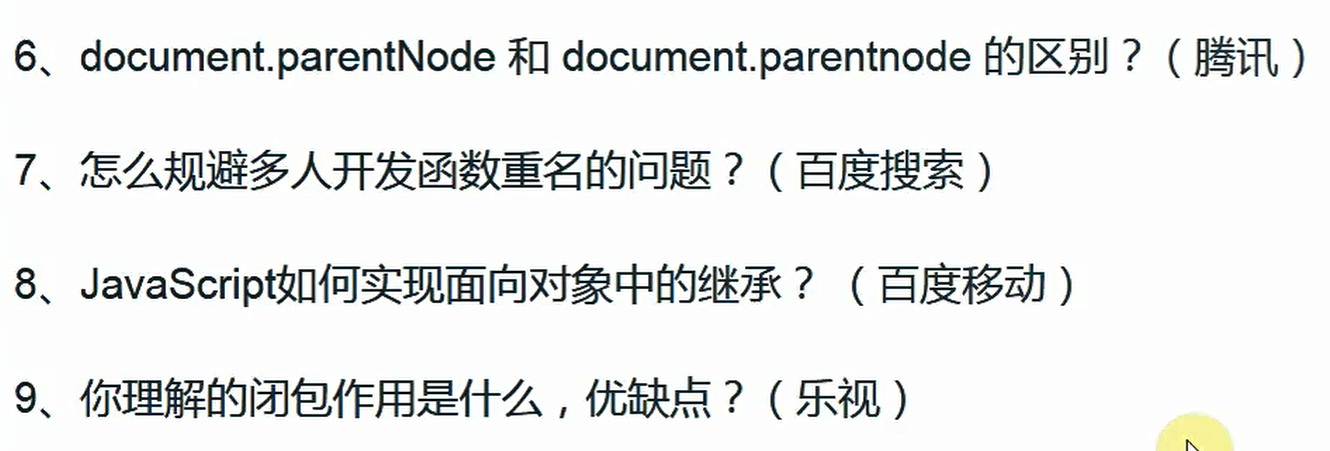 6、document.parentNode 和 document.parentnode 的区别？（腾讯）
7、怎么规避多人开发函数重名的问题？（百度搜索）
8、JavaScript如何实现面向对象中的继承？ （百度移动）
9、你理解的闭包作用是什么，优缺点？（乐视）